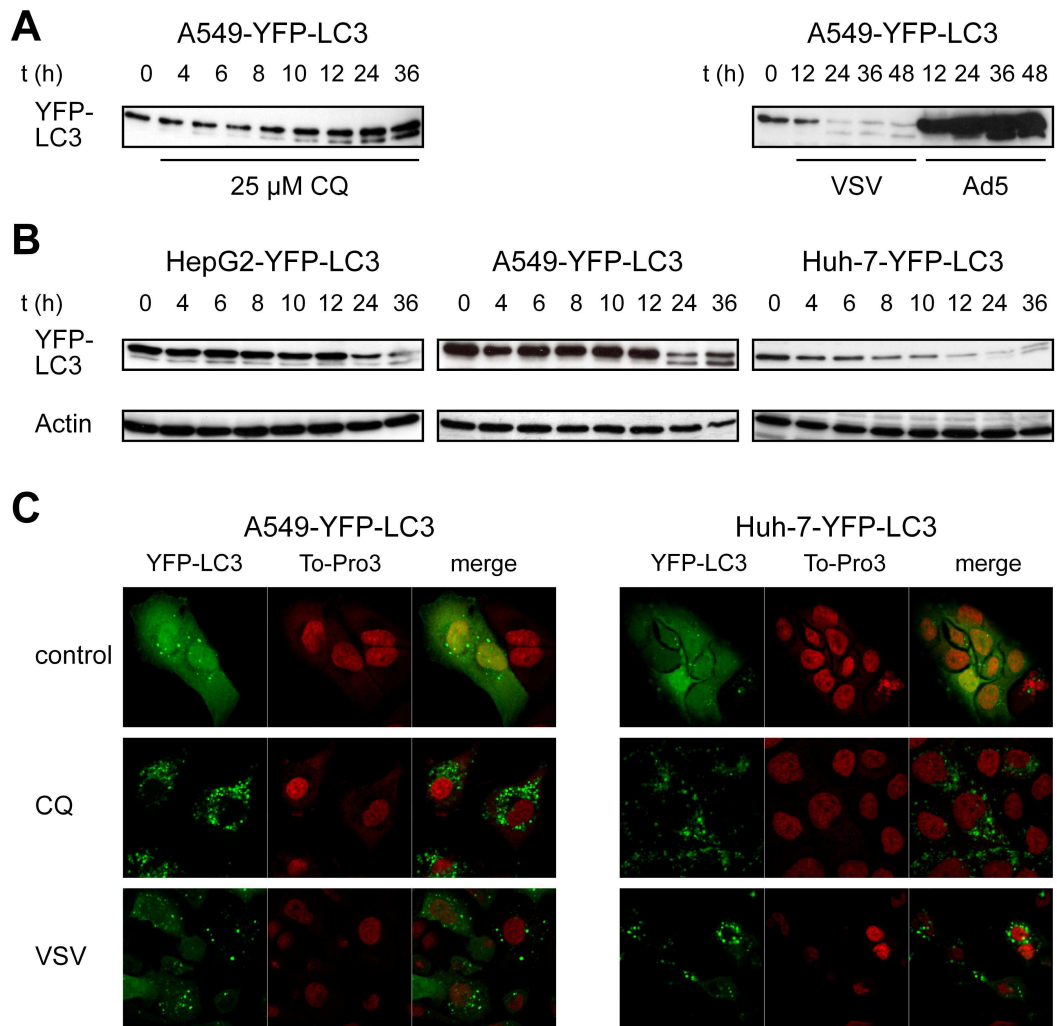 A
A549-YFP-LC3
A549-YFP-LC3
t (h) 0 4 6 8 10 12 24 36
t (h) 0 12 24 36 48 12 24 36 48
YFP-
LC3
YFP-
LC3
25 µM CQ
VSV Ad5
B
HepG2-YFP-LC3 A549-YFP-LC3 Huh-7-YFP-LC3
t (h) 0 4 6 8 10 12 24 36 0 4 6 8 10 12 24 36 0 4 6 8 10 12 24 36
YFP-
LC3
Actin
C
A549-YFP-LC3 Huh-7-YFP-LC3
YFP-LC3 To-Pro3 merge YFP-LC3 To-Pro3 merge
control
CQ
VSV